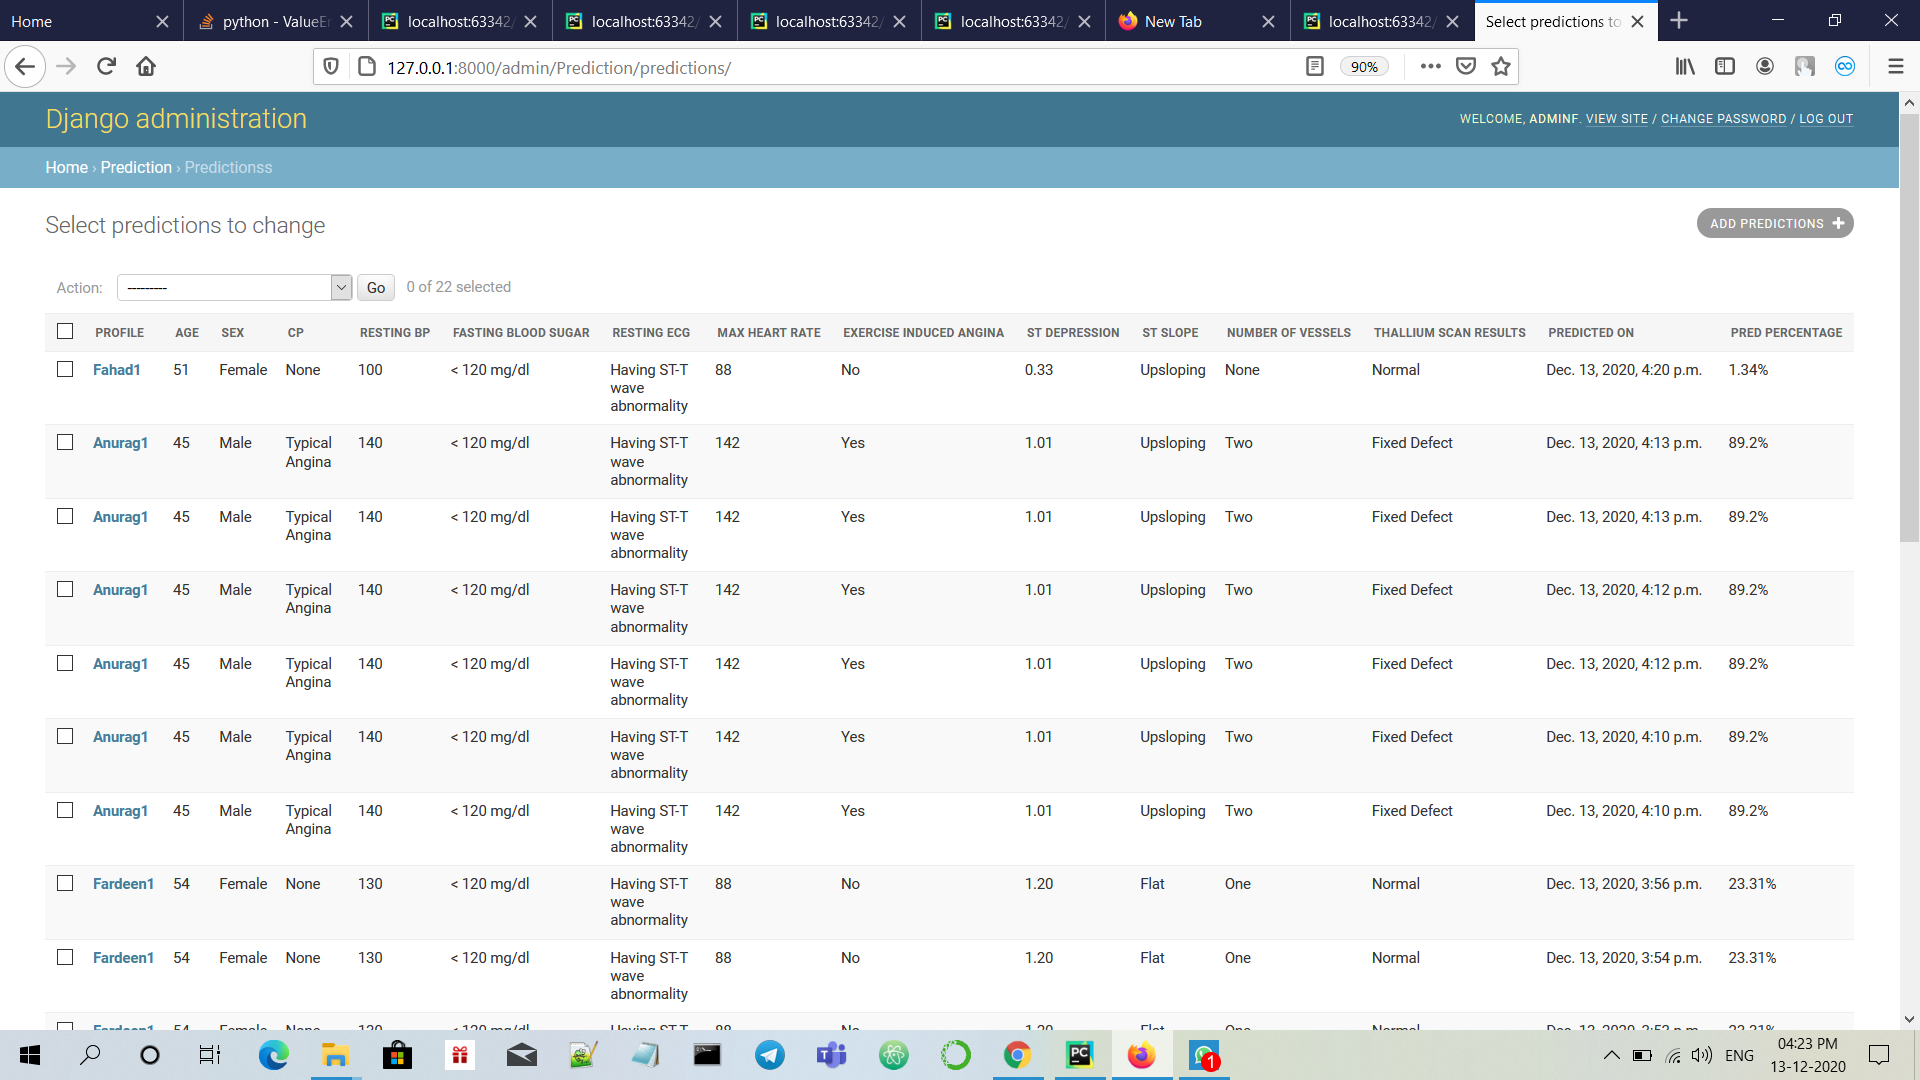 Home
python - ValueEr
localhost:63342/
localhost:63342/
localhost:63342/
localhost:63342/
New Tab
localhost:63342/
Select predictions to
127.0.0.1:8000/admin/Prediction/predictions/
90%
Django administration
WELCOME, ADMINF. VIEW SITE / CHANGE PASSWORD / LOG OUT
Home › Prediction › Predictionss
Select predictions to change
ADD PREDICTIONS +
Action: --------- Go 0 of 22 selected
PROFILE AGE SEX CP RESTING BP FASTING BLOOD SUGAR RESTING ECG MAX HEART RATE EXERCISE INDUCED ANGINA ST DEPRESSION ST SLOPE NUMBER OF VESSELS THALLIUM SCAN RESULTS PREDICTED ON PRED PERCENTAGE
Fahad1 51 Female None 100 < 120 mg/dl Having ST-T 88 No 0.33 Upsloping None Normal Dec. 13, 2020, 4:20 p.m. 1.34%
wave
abnormality
Anurag1 45 Male Typical 140 < 120 mg/dl Having ST-T 142 Yes 1.01 Upsloping Two Fixed Defect Dec. 13, 2020, 4:13 p.m. 89.2%
Angina wave
abnormality
Anurag1 45 Male Typical 140 < 120 mg/dl Having ST-T 142 Yes 1.01 Upsloping Two Fixed Defect Dec. 13, 2020, 4:13 p.m. 89.2%
Angina wave
abnormality
Anurag1 45 Male Typical 140 < 120 mg/dl Having ST-T 142 Yes 1.01 Upsloping Two Fixed Defect Dec. 13, 2020, 4:12 p.m. 89.2%
Angina wave
abnormality
Anurag1 45 Male Typical 140 < 120 mg/dl Having ST-T 142 Yes 1.01 Upsloping Two Fixed Defect Dec. 13, 2020, 4:12 p.m. 89.2%
Angina wave
abnormality
Anurag1 45 Male Typical 140 < 120 mg/dl Having ST-T 142 Yes 1.01 Upsloping Two Fixed Defect Dec. 13, 2020, 4:10 p.m. 89.2%
Angina wave
abnormality
Anurag1 45 Male Typical 140 < 120 mg/dl Having ST-T 142 Yes 1.01 Upsloping Two Fixed Defect Dec. 13, 2020, 4:10 p.m. 89.2%
Angina wave
abnormality
Fardeen1 54 Female None 130 < 120 mg/dl Having ST-T 88 No 1.20 Flat One Normal Dec. 13, 2020, 3:56 p.m. 23.31%
wave
abnormality
Fardeen1 54 Female None 130 < 120 mg/dl Having ST-T 88 No 1.20 Flat One Normal Dec. 13, 2020, 3:54 p.m. 23.31%
wave
abnormality
PC
1
ENG
04:23 PM
13-12-2020